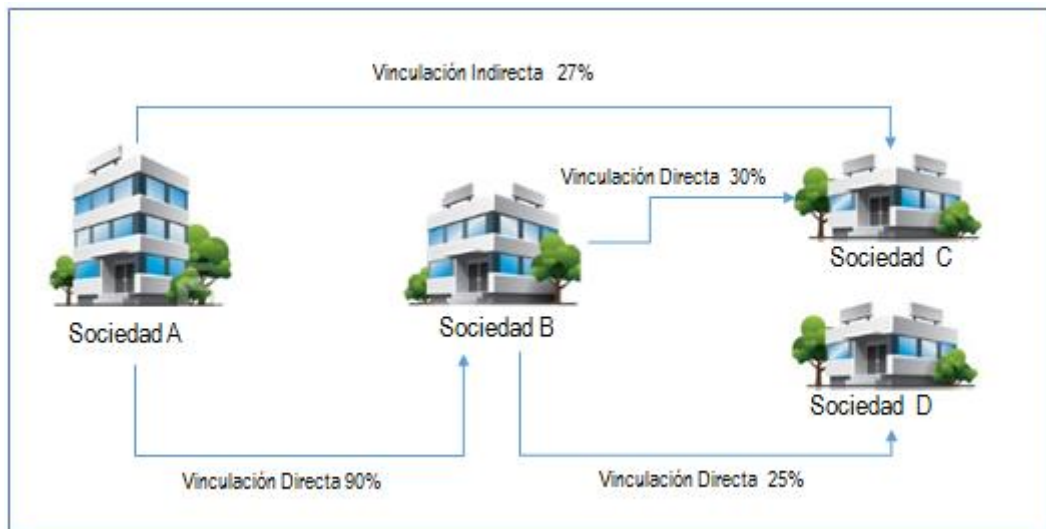 Vinculación Indirecta 27%
Vinculación Directa 30%
Sociedad C
Sociedad A
Sociedad B
Sociedad D
Vinculación Directa 90%
Vinculación Directa 25%